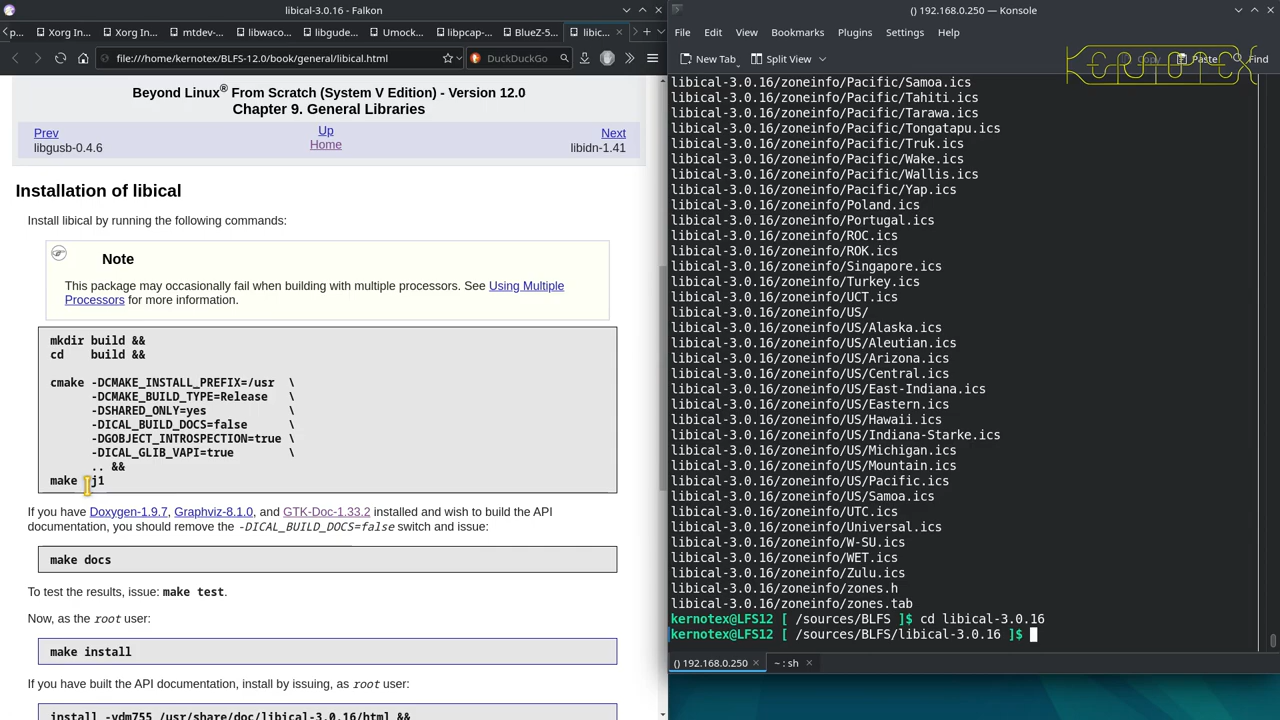 libical-3.0.16 - Falkon
p...
Xorg In...
Xorg In...
mtdev-...
libwaco...
libgude...
Umock...
libpcap-...
BlueZ-5...
libic...
file:///home/kernotex/BLFS-12.0/book/general/libical.html
DuckDuckGo
Beyond Linux® From Scratch (System V Edition) - Version 12.0
Chapter 9. General Libraries
Prev
Up
Next
libgusb-0.4.6
Home
libidn-1.41
Installation of libical
Install libical by running the following commands:
Note
This package may occasionally fail when building with multiple processors. See Using Multiple
Processors for more information.
mkdir build &&
cd    build &&
cmake -DCMAKE_INSTALL_PREFIX=/usr  \
-DCMAKE_BUILD_TYPE=Release   \
-DSHARED_ONLY=yes            \
-DICAL_BUILD_DOCS=false      \
-DGOBJECT_INTROSPECTION=true \
-DICAL_GLIB_VAPI=true        \
.. &&
make -j1
If you have Doxygen-1.9.7, Graphviz-8.1.0, and GTK-Doc-1.33.2 installed and wish to build the API
documentation, you should remove the -DICAL_BUILD_DOCS=false switch and issue:
make docs
To test the results, issue: make test.
Now, as the root user:
make install
If you have built the API documentation, install by issuing, as root user:
install -vdm755 /usr/share/doc/libical-3.0.16/html &&
() 192.168.0.250 — Konsole
File Edit View Bookmarks Plugins Settings Help
New Tab Split View Copy Paste Find
kernotex
libical-3.0.16/zoneinfo/Pacific/Samoa.ics
libical-3.0.16/zoneinfo/Pacific/Tahiti.ics
libical-3.0.16/zoneinfo/Pacific/Tarawa.ics
libical-3.0.16/zoneinfo/Pacific/Tongatapu.ics
libical-3.0.16/zoneinfo/Pacific/Truk.ics
libical-3.0.16/zoneinfo/Pacific/Wake.ics
libical-3.0.16/zoneinfo/Pacific/Wallis.ics
libical-3.0.16/zoneinfo/Pacific/Yap.ics
libical-3.0.16/zoneinfo/Poland.ics
libical-3.0.16/zoneinfo/Portugal.ics
libical-3.0.16/zoneinfo/ROC.ics
libical-3.0.16/zoneinfo/ROK.ics
libical-3.0.16/zoneinfo/Singapore.ics
libical-3.0.16/zoneinfo/Turkey.ics
libical-3.0.16/zoneinfo/UCT.ics
libical-3.0.16/zoneinfo/US/
libical-3.0.16/zoneinfo/US/Alaska.ics
libical-3.0.16/zoneinfo/US/Aleutian.ics
libical-3.0.16/zoneinfo/US/Arizona.ics
libical-3.0.16/zoneinfo/US/Central.ics
libical-3.0.16/zoneinfo/US/East-Indiana.ics
libical-3.0.16/zoneinfo/US/Eastern.ics
libical-3.0.16/zoneinfo/US/Hawaii.ics
libical-3.0.16/zoneinfo/US/Indiana-Starke.ics
libical-3.0.16/zoneinfo/US/Michigan.ics
libical-3.0.16/zoneinfo/US/Mountain.ics
libical-3.0.16/zoneinfo/US/Pacific.ics
libical-3.0.16/zoneinfo/US/Samoa.ics
libical-3.0.16/zoneinfo/UTC.ics
libical-3.0.16/zoneinfo/Universal.ics
libical-3.0.16/zoneinfo/W-SU.ics
libical-3.0.16/zoneinfo/WET.ics
libical-3.0.16/zoneinfo/Zulu.ics
libical-3.0.16/zoneinfo/zones.h
libical-3.0.16/zoneinfo/zones.tab
kernotex@LFS12 [ /sources/BLFS ]$ cd libical-3.0.16
kernotex@LFS12 [ /sources/BLFS/libical-3.0.16 ]$
() 192.168.0.250
~ : sh